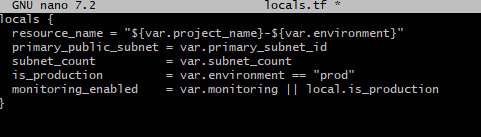 GNU nano 7.2 locals.tf *
locals {
  resource_name = "${var.project_name}-${var.environment}"
  primary_public_subnet = var.primary_subnet_id
  subnet_count          = var.subnet_count
  is_production         = var.environment == "prod"
  monitoring_enabled    = var.monitoring || local.is_production
}